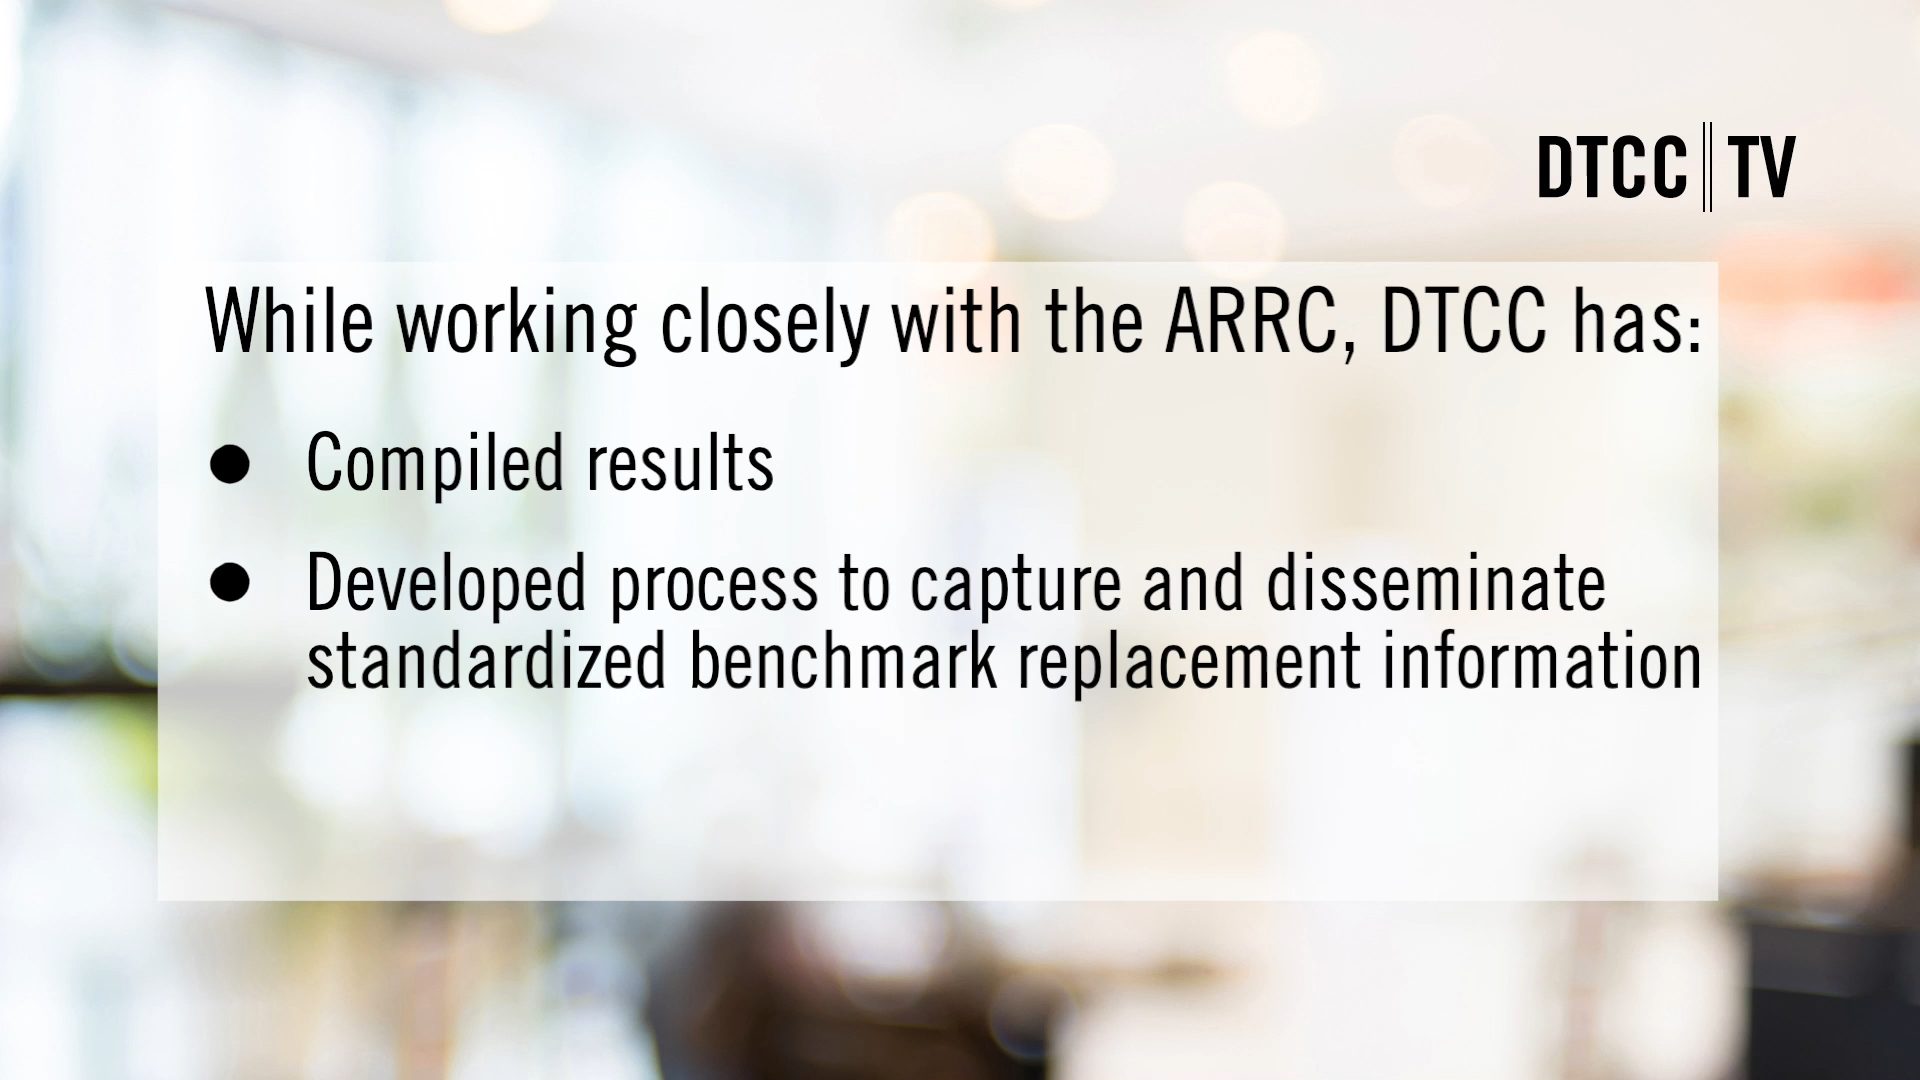 DTCC || TV
While working closely with the ARRC, DTCC has:
● Compiled results
● Developed process to capture and disseminate
standardized benchmark replacement information